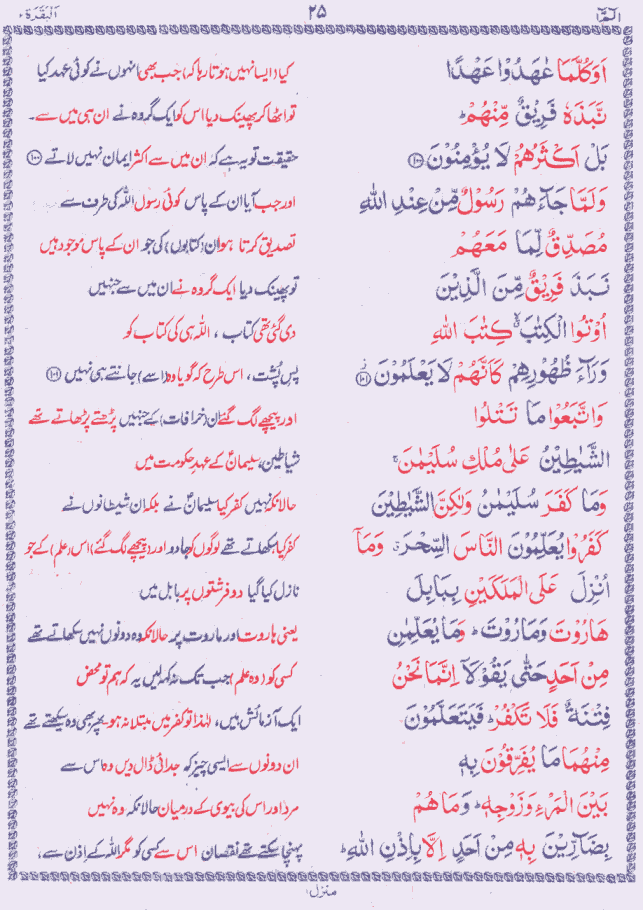 الٓمّٓ ۲۵ اَلْبَقَرَة
اَوَكُلَّمَا عٰهَدُوْا عَهْدًا کیا (ایسا نہیں ہوتا رہا کہ) جب بھی انہوں نے کوئی عہد کیا
نَّبَذَهٗ فَرِيْقٌ مِّنْهُمْ ؕ تو اٹھا کر پھینک دیا اس کو ایک گروہ نے ان ہی میں سے۔
بَلْ اَكْثَرُهُمْ لَا يُؤْمِنُوْنَ ۝۱۰۰ حقیقت تو یہ ہے کہ ان میں سے اکثر ایمان نہیں لاتے ۝۱۰۰
وَلَمَّا جَآءَهُمْ رَسُوْلٌ مِّنْ عِنْدِ اللّٰهِ اور جب آیا ان کے پاس کوئی رسول اللہ کی طرف سے
مُصَدِّقٌ لِّمَا مَعَهُمْ تصدیق کرتا ہوا ان (کتابوں) کی جو ان کے پاس موجود ہیں
نَبَذَ فَرِيْقٌ مِّنَ الَّذِيْنَ تو پھینک دیا ایک گروہ نے ان میں سے جنہیں
اُوْتُوا الْكِتٰبَ ۙ كِتٰبَ اللّٰهِ دی گئی تھی کتاب ، اللہ ہی کی کتاب کو
وَرَآءَ ظُهُوْرِهِمْ كَاَنَّهُمْ لَا يَعْلَمُوْنَ ۝۱۰۱ پسِ پُشت ، اس طرح کہ گویا وہ (اسے) جانتے ہی نہیں ۝۱۰۱
وَاتَّبَعُوْا مَا تَتْلُوا اور پیچھے لگ گئے ان (خرافات) کے جنہیں پڑھتے پڑھاتے تھے
الشَّيٰطِيْنُ عَلٰى مُلْكِ سُلَيْمٰنَ ۚ شیاطین، سلیمانؑ کے عہدِ حکومت میں
وَمَا كَفَرَ سُلَيْمٰنُ وَلٰكِنَّ الشَّيٰطِيْنَ حالانکہ نہیں کفر کیا سلیمانؑ نے بلکہ ان شیطانوں نے
كَفَرُوْا يُعَلِّمُوْنَ النَّاسَ السِّحْرَ ۗ وَمَآ کفر کیا، سکھاتے تھے لوگوں کو جادو اور (پیچھے لگ گئے) اس (علم) کے جو
اُنْزِلَ عَلَى الْمَلَكَيْنِ بِبَابِلَ نازل کیا گیا دو فرشتوں پر بابل میں
هَارُوْتَ وَمَارُوْتَ ؕ وَمَا يُعَلِّمٰنِ یعنی ہاروت اور ماروت پر حالانکہ وہ دونوں نہیں سکھاتے تھے
مِنْ اَحَدٍ حَتّٰى يَقُوْلَآ اِنَّمَا نَحْنُ کسی کو (وہ علم) جب تک نہ کہہ لیں یہ کہ ہم تو محض
فِتْنَةٌ فَلَا تَكْفُرْ ؕ فَيَتَعَلَّمُوْنَ ایک آزمائش ہیں، لہٰذا تو کفر میں مبتلا نہ ہو پھر بھی وہ سیکھتے تھے
مِنْهُمَا مَا يُفَرِّقُوْنَ بِهٖ ان دونوں سے ایسی چیز کہ جدائی ڈال دیں وہ اس سے
بَيْنَ الْمَرْءِ وَزَوْجِهٖ ؕ وَمَا هُمْ مرد اور اس کی بیوی کے درمیان حالانکہ وہ نہیں
بِضَآرِّيْنَ بِهٖ مِنْ اَحَدٍ اِلَّا بِاِذْنِ اللّٰهِ ؕ پہنچا سکتے تھے نقصان اس سے کسی کو مگر اللہ کے اِذن سے،
منزل۱